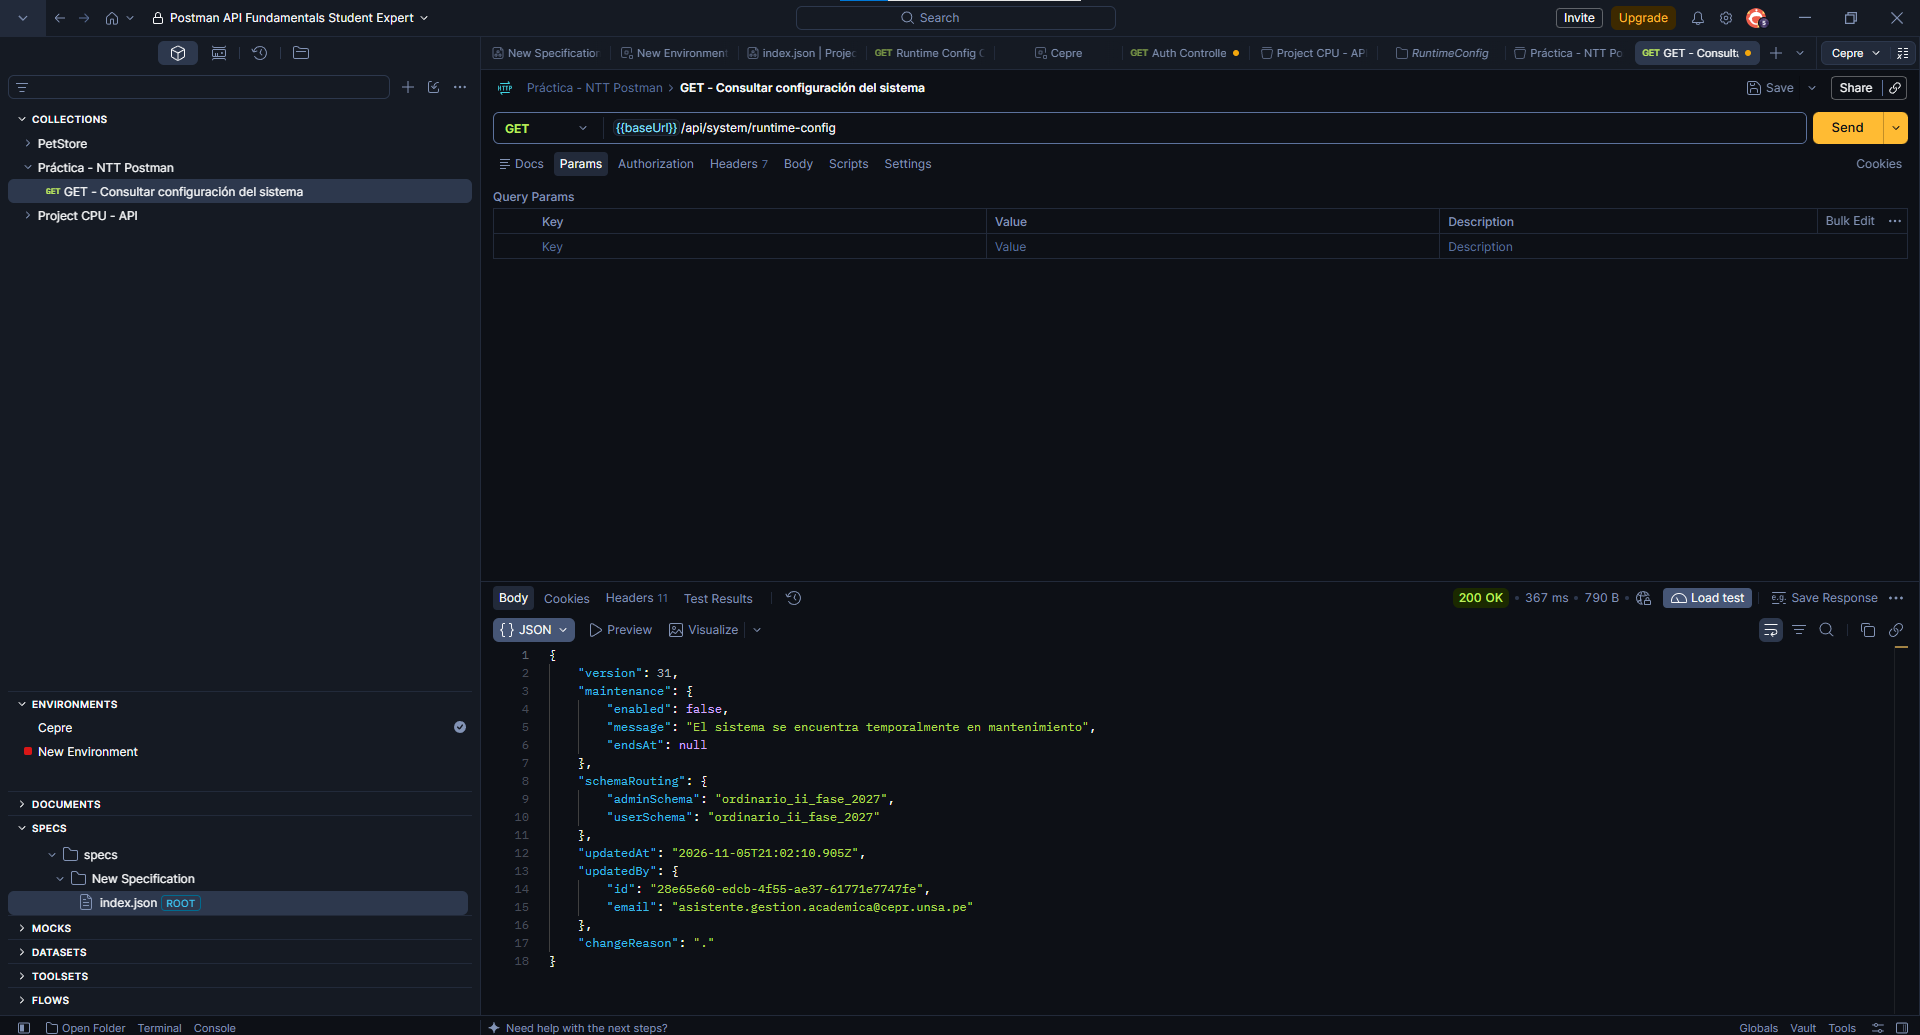 Postman API Fundamentals Student Expert
Search
Invite
Upgrade
New Specification
New Environment
index.json | Proje
GET Runtime Config
Cepre
GET Auth Controlle
Project CPU - AP
RuntimeConfig
Práctica - NTT Po
GET GET - Consult
Cepre
HTTP Práctica - NTT Postman > GET - Consultar configuración del sistema
Save
Share
COLLECTIONS
PetStore
Práctica - NTT Postman
GET GET - Consultar configuración del sistema
Project CPU - API
GET {{baseUrl}}/api/system/runtime-config
Send
Docs Params Authorization Headers 7 Body Scripts Settings
Cookies
Query Params
Key Value Description Bulk Edit
Key Value Description
ENVIRONMENTS
Cepre
New Environment
DOCUMENTS
SPECS
specs
New Specification
index.json ROOT
MOCKS
DATASETS
TOOLSETS
FLOWS
Body Cookies Headers 11 Test Results
200 OK • 367 ms • 790 B •
Load test
e.g. Save Response
{} JSON Preview Visualize
1 {
2 "version": 31,
3 "maintenance": {
4 "enabled": false,
5 "message": "El sistema se encuentra temporalmente en mantenimiento",
6 "endsAt": null
7 },
8 "schemaRouting": {
9 "adminSchema": "ordinario_ii_fase_2027",
10 "userSchema": "ordinario_ii_fase_2027"
11 },
12 "updatedAt": "2026-11-05T21:02:10.905Z",
13 "updatedBy": {
14 "id": "28e65e60-edcb-4f55-ae37-61771e7747fe",
15 "email": "asistente.gestion.academica@cepr.unsa.pe"
16 },
17 "changeReason": "."
18 }
Open Folder Terminal Console
Need help with the next steps?
Globals Vault Tools